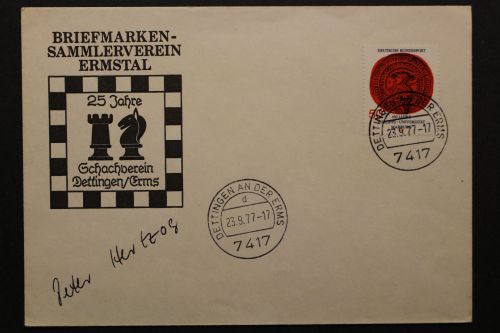 BRIEFMARKEN-
SAMMLERVEREIN
ERMSTAL
25 Jahre
Schachverein
Dettingen/Erms
DEUTSCHE BUNDESPOST
DETTINGEN AN DER ERMS
23.9.77-17
7417
DETTINGEN AN DER ERMS
d
23.9.77-17
7417
Peter Hertzog